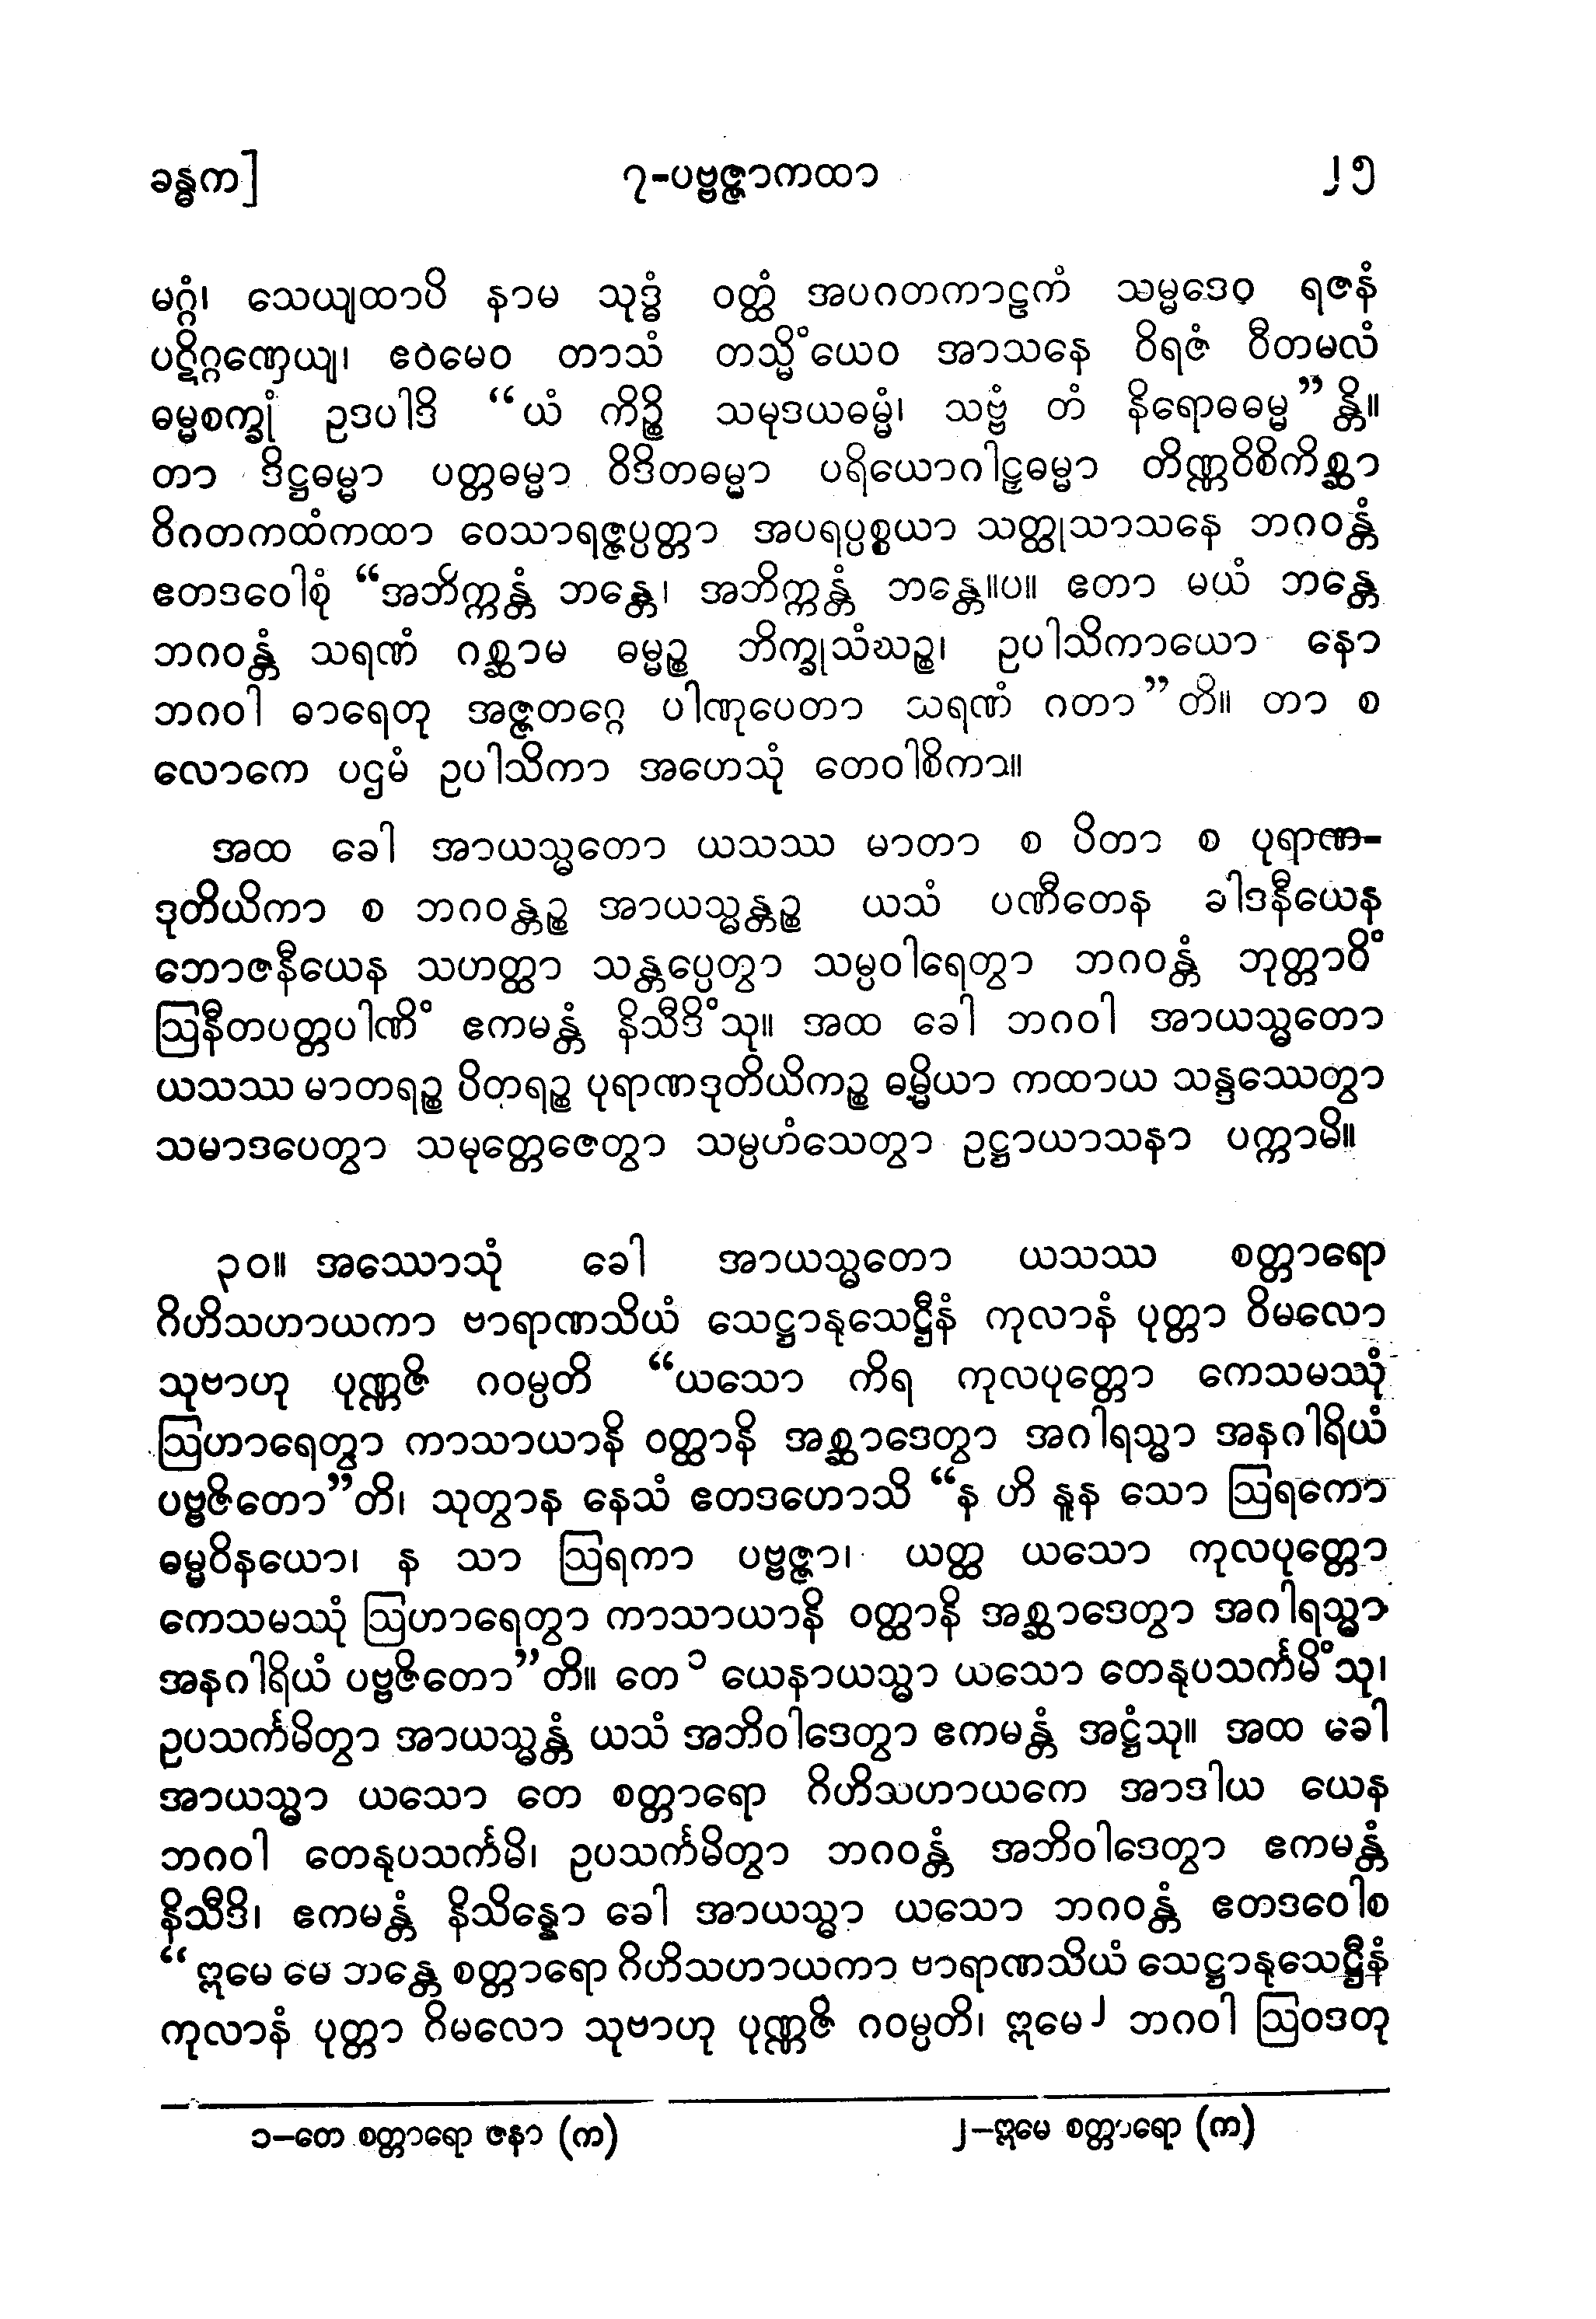 ခန္ဓက]	၇-ပဗ္ဗဇ္ဇာကထာ	၂၅
မဂ္ဂံ၊ သေယျထာပိ နာမ သုဒ္ဓံ ဝတ္ထံ အပဂတကာဠကံ သမ္မဒေဝ ရဇနံ
ပဋိဂ္ဂဏှေယျ၊ ဧဝမေဝ တာသံ တသ္မိံယေဝ အာသနေ ဝိရဇံ ဝီတမလံ
ဓမ္မစက္ခုံ ဥဒပါဒိ “ယံ ကိဉ္စိ သမုဒယဓမ္မံ၊ သဗ္ဗံ တံ နိရောဓဓမ္မ”န္တိ။
တာ ဒိဋ္ဌဓမ္မာ ပတ္တဓမ္မာ ဝိဒိတဓမ္မာ ပရိယောဂါဠှဓမ္မာ တိဏ္ဏဝိစိကိစ္ဆာ
ဝိဂတကထံကထာ ဝေသာရဇ္ဇပ္ပတ္တာ အပရပ္ပစ္စယာ သတ္ထုသာသနေ ဘဂဝန္တံ
ဧတဒဝေါစုံ “အဘိက္ကန္တံ ဘန္တေ၊ အဘိက္ကန္တံ ဘန္တေ။ပ။ ဧတာ မယံ ဘန္တေ
ဘဂဝန္တံ သရဏံ ဂစ္ဆာမ ဓမ္မဉ္စ ဘိက္ခုသံဃဉ္စ၊ ဥပါသိကာယော နော
ဘဂဝါ ဓာရေတု အဇ္ဇတဂ္ဂေ ပါဏုပေတာ သရဏံ ဂတာ”တိ။ တာ စ
လောကေ ပဌမံ ဥပါသိကာ အဟေသုံ တေဝါစိကာ။
အထ ခေါ အာယသ္မတော ယသဿ မာတာ စ ပိတာ စ ပုရာဏ-
ဒုတိယိကာ စ ဘဂဝန္တဉ္စ အာယသ္မန္တဉ္စ ယသံ ပဏီတေန ခါဒနီယေန
ဘောဇနီယေန သဟတ္ထာ သန္တပ္ပေတွာ သမ္ပဝါရေတွာ ဘဂဝန္တံ ဘုတ္တာဝိံ
ဩနီတပတ္တပါဏိံ ဧကမန္တံ နိသီဒိံသု။ အထ ခေါ ဘဂဝါ အာယသ္မတော
ယသဿ မာတရဉ္စ ပိတရဉ္စ ပုရာဏဒုတိယိကဉ္စ ဓမ္မိယာ ကထာယ သန္ဒဿေတွာ
သမာဒပေတွာ သမုတ္တေဇေတွာ သမ္ပဟံသေတွာ ဥဋ္ဌာယာသနာ ပက္ကာမိ။
၃၀။ အဿောသုံ ခေါ အာယသ္မတော ယသဿ စတ္တာရော
ဂိဟိသဟာယကာ ဗာရာဏသိယံ သေဋ္ဌာနုသေဋ္ဌီနံ ကုလာနံ ပုတ္တာ ဝိမလော
သုဗာဟု ပုဏ္ဏဇိ ဂဝမ္ပတိ “ယသော ကိရ ကုလပုတ္တော ကေသမဿုံ
ဩဟာရေတွာ ကာသာယာနိ ဝတ္ထာနိ အစ္ဆာဒေတွာ အဂါရသ္မာ အနဂါရိယံ
ပဗ္ဗဇိတော”တိ၊ သုတွာန နေသံ ဧတဒဟောသိ “န ဟိ နူန သော ဩရကော
ဓမ္မဝိနယော၊ န သာ ဩရကာ ပဗ္ဗဇ္ဇာ၊ ယတ္ထ ယသော ကုလပုတ္တော
ကေသမဿုံ ဩဟာရေတွာ ကာသာယာနိ ဝတ္ထာနိ အစ္ဆာဒေတွာ အဂါရသ္မာ
အနဂါရိယံ ပဗ္ဗဇိတော”တိ။ တေ ၁ ယေနာယသ္မာ ယသော တေနုပသင်္ကမိံသု၊
ဥပသင်္ကမိတွာ အာယသ္မန္တံ ယသံ အဘိဝါဒေတွာ ဧကမန္တံ အဋ္ဌံသု။ အထ ခေါ
အာယသ္မာ ယသော တေ စတ္တာရော ဂိဟိသဟာယကေ အာဒါယ ယေန
ဘဂဝါ တေနုပသင်္ကမိ၊ ဥပသင်္ကမိတွာ ဘဂဝန္တံ အဘိဝါဒေတွာ ဧကမန္တံ
နိသီဒိ၊ ဧကမန္တံ နိသိန္နော ခေါ အာယသ္မာ ယသော ဘဂဝန္တံ ဧတဒဝေါစ
“ဣမေ မေ ဘန္တေ စတ္တာရော ဂိဟိသဟာယကာ ဗာရာဏသိယံ သေဋ္ဌာနုသေဋ္ဌီနံ
ကုလာနံ ပုတ္တာ ဝိမလော သုဗာဟု ပုဏ္ဏဇိ ဂဝမ္ပတိ၊ ဣမေ ၂ ဘဂဝါ ဩဝဒတု
၁-တေ စတ္တာရော ဇနာ (က)	၂-ဣမေ စတ္တာရော (က)